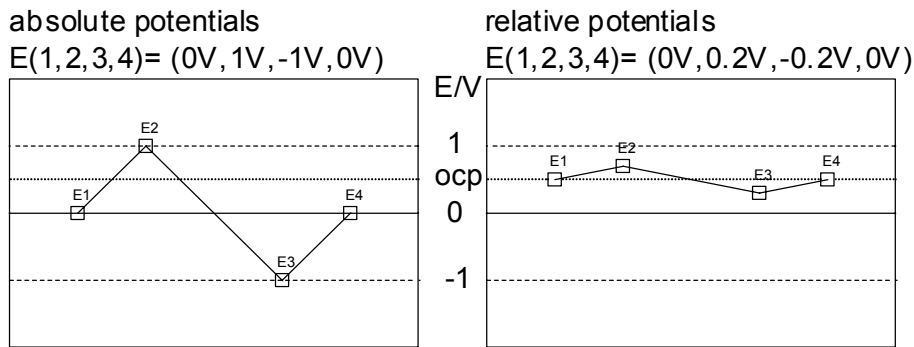 absolute potentials
E(1,2,3,4)= (0V,1V,-1V,0V)
relative potentials
E(1,2,3,4)= (0V,0.2V,-0.2V,0V)
E/V
E2
1
E2
E1
ocp
E4
E1
E4
E3
0
E3
-1